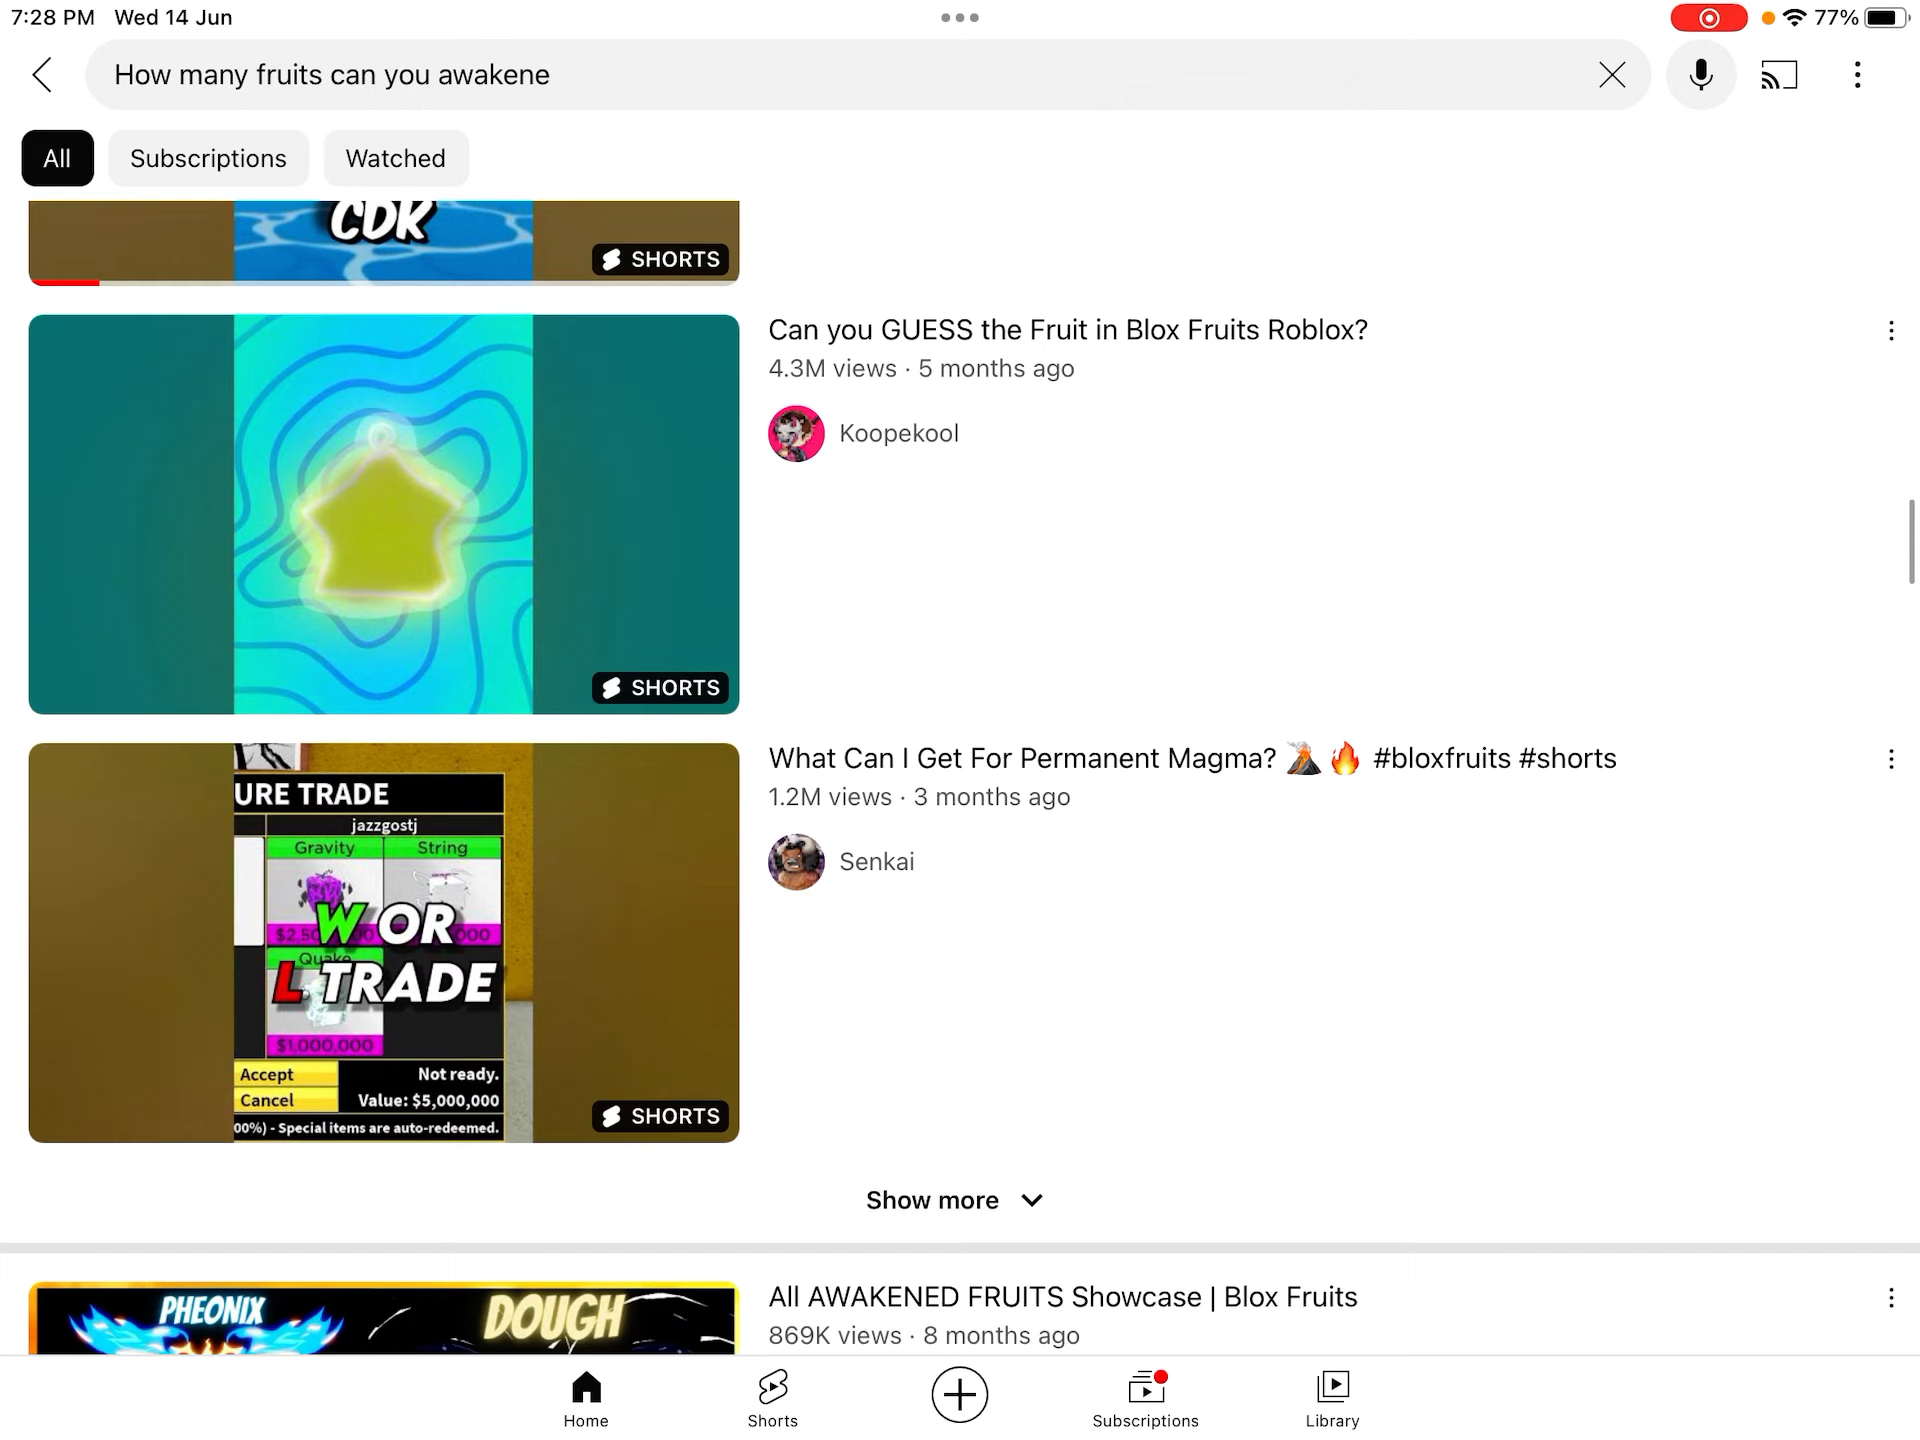 7:28 PM Wed 14 Jun
77%
How many fruits can you awakene
All
Subscriptions
Watched
CDK
SHORTS
Can you GUESS the Fruit in Blox Fruits Roblox?
4.3M views · 5 months ago
Koopekool
SHORTS
What Can I Get For Permanent Magma? 🌋🔥 #bloxfruits #shorts
1.2M views · 3 months ago
Senkai
URE TRADE
jazzgostj
Gravity String
W OR
Quake
L TRADE
$1,000,000
Accept Not ready.
Cancel Value: $5,000,000
00%) - Special items are auto-redeemed.
SHORTS
Show more
All AWAKENED FRUITS Showcase | Blox Fruits
869K views · 8 months ago
PHEONIX DOUGH
Home
Shorts
Subscriptions
Library